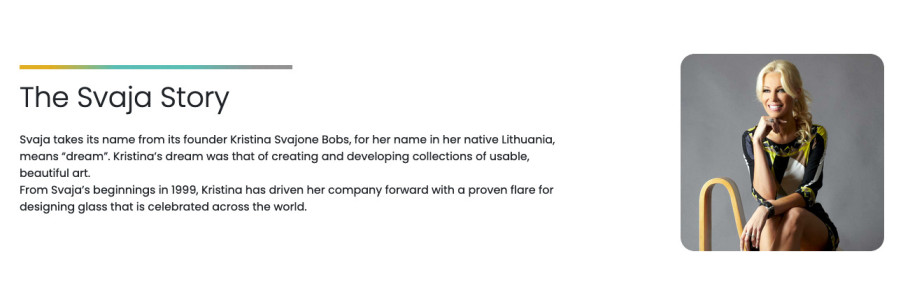 The Svaja Story
Svaja takes its name from its founder Kristina Svajone Bobs, for her name in her native Lithuania,
means “dream”. Kristina’s dream was that of creating and developing collections of usable,
beautiful art.
From Svaja’s beginnings in 1999, Kristina has driven her company forward with a proven flare for
designing glass that is celebrated across the world.